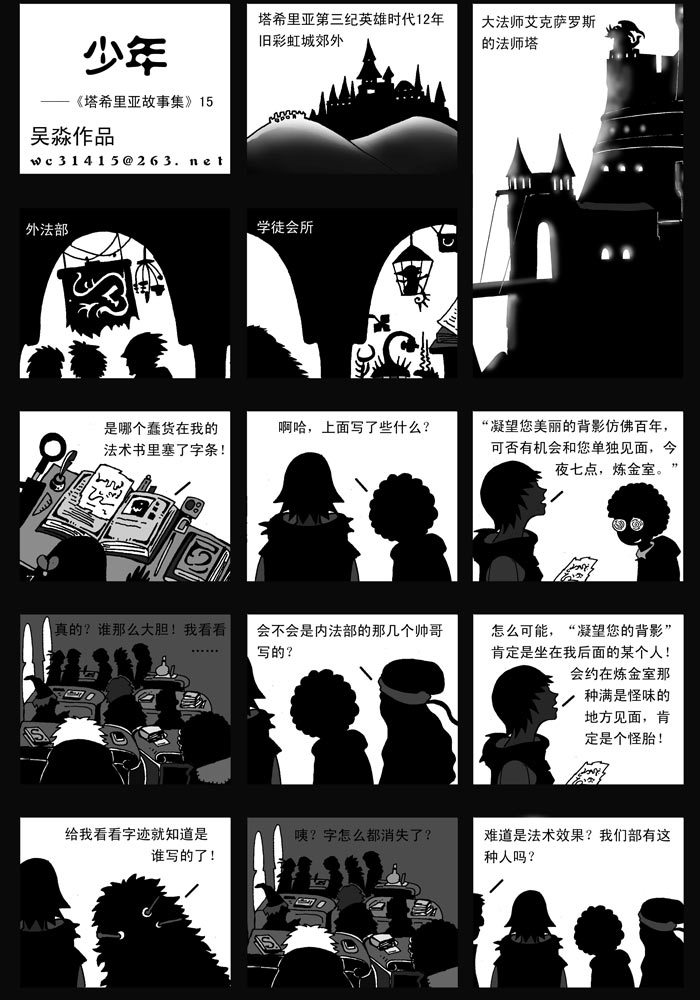 少年
——《塔希里亚故事集》15
吴淼作品
wc31415@263.net
塔希里亚第三纪英雄时代12年
旧彩虹城郊外
大法师艾克萨罗斯
的法师塔
外法部
学徒会所
是哪个蠢货在我的
法术书里塞了字条！
啊哈，上面写了些什么？
“凝望您美丽的背影仿佛百年，
可否有机会和您单独见面，今
夜七点，炼金室。”
真的？谁那么大胆！我看看
……
会不会是内法部的那几个帅哥
写的？
怎么可能，“凝望您的背影”
肯定是坐在我后面的某个人！
会约在炼金室那
种满是怪味的
地方见面，肯
定是个怪胎！
给我看看字迹就知道是
谁写的了！
咦？字怎么都消失了？
难道是法术效果？我们部有这
种人吗？